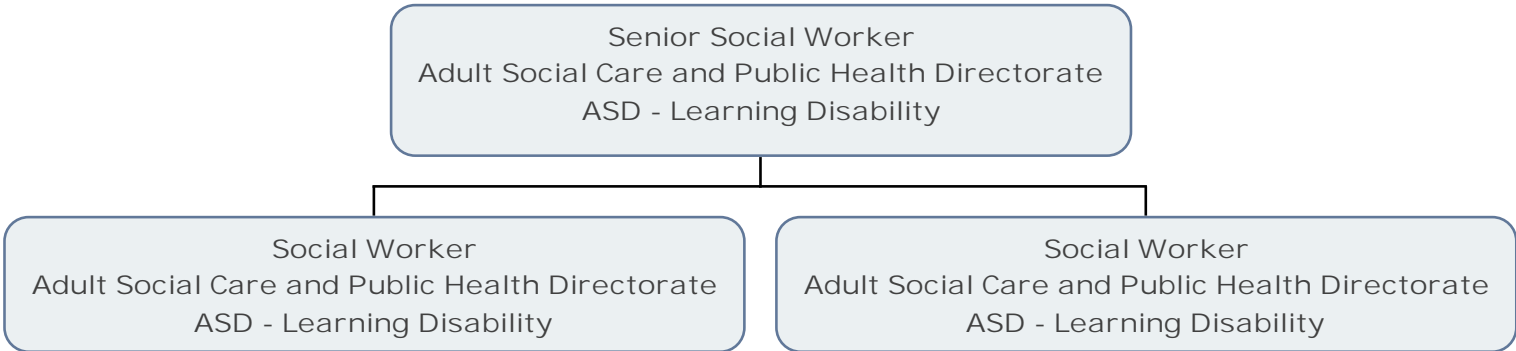 Senior Social Worker
Adult Social Care and Public Health Directorate
ASD - Learning Disability
Social Worker
Adult Social Care and Public Health Directorate
ASD - Learning Disability
Social Worker
Adult Social Care and Public Health Directorate
ASD - Learning Disability